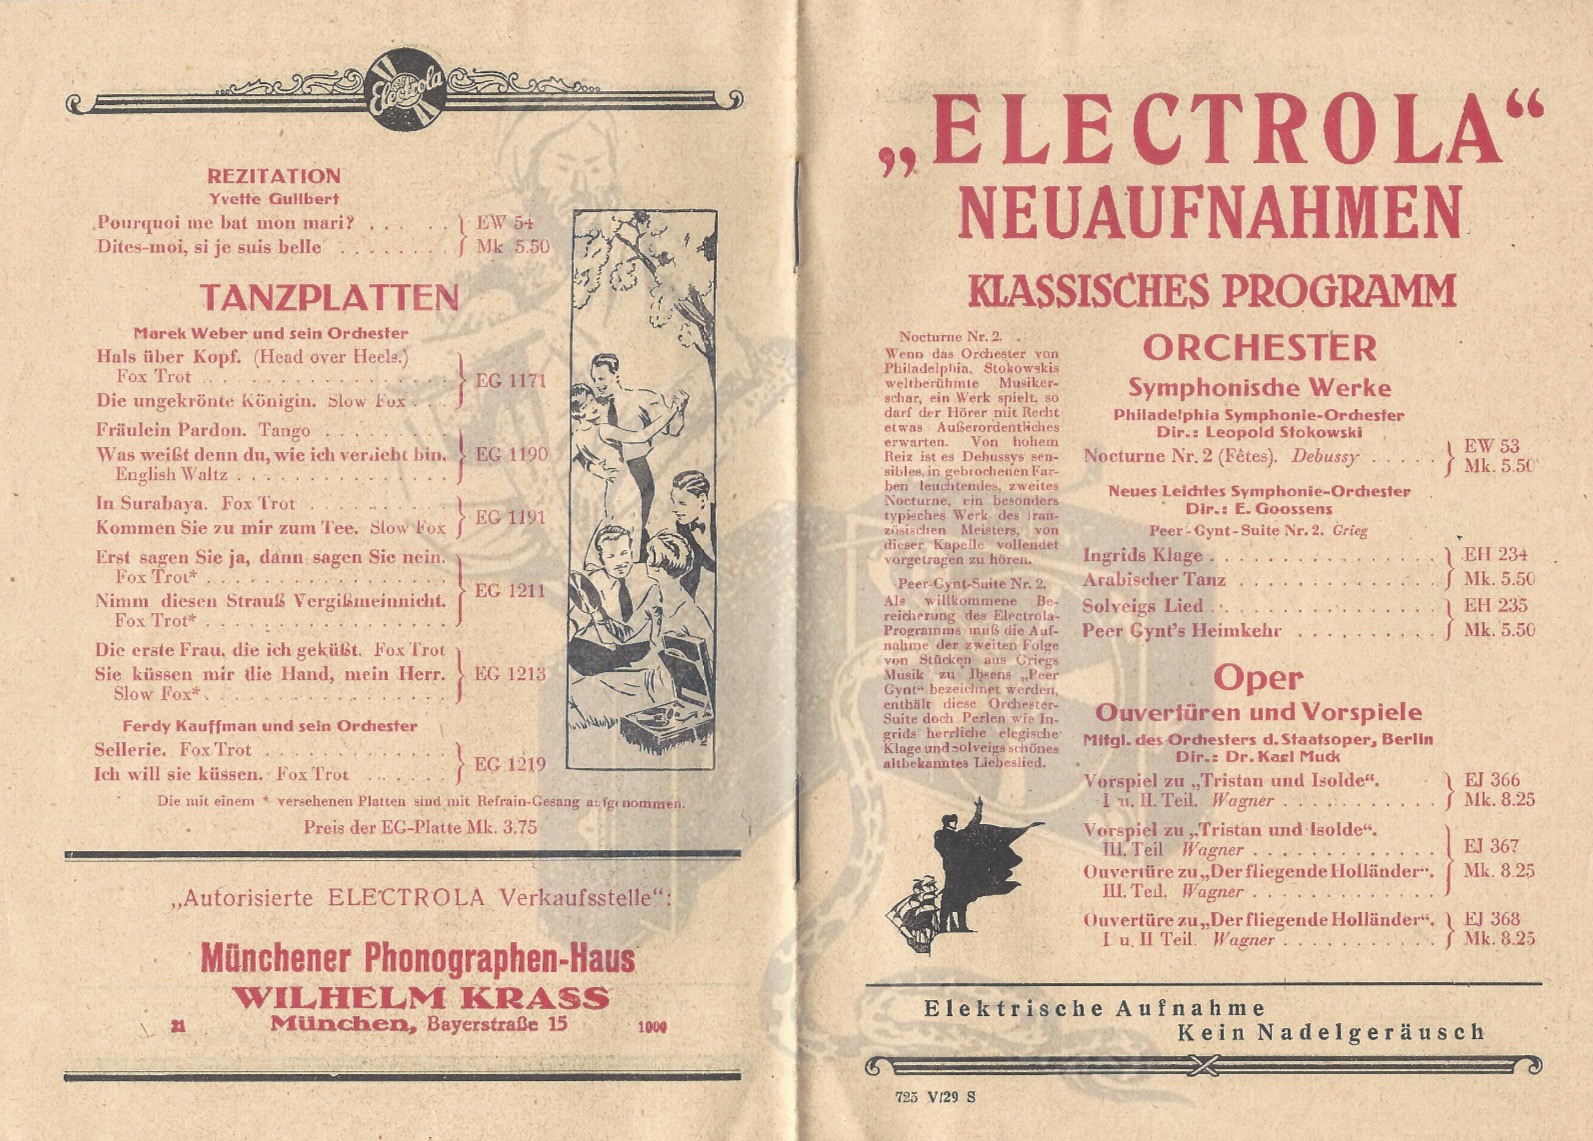 Electrola
REZITATION
Yvette Guilbert
Pourquoi me bat mon mari? . . . . . . } EW 54
Dites-moi, si je suis belle . . . . . . . . } Mk 5.50
TANZPLATTEN
Marek Weber und sein Orchester
Hals über Kopf. (Head over Heels.)
Fox Trot . . . . . . . . . . . . . . . . } EG 1171
Die ungekrönte Königin. Slow Fox . . .
Fräulein Pardon. Tango . . . . . . . . .
Was weißt denn du, wie ich verliebt bin. } EG 1190
English Waltz . . . . . . . . . . . . . .
In Surabaya. Fox Trot . . . . . . . . . } EG 1191
Kommen Sie zu mir zum Tee. Slow Fox
Erst sagen Sie ja, dann sagen Sie nein.
Fox Trot* . . . . . . . . . . . . . . . . } EG 1211
Nimm diesen Strauß Vergißmeinnicht.
Fox Trot* . . . . . . . . . . . . . . . .
Die erste Frau, die ich geküßt. Fox Trot
Sie küssen mir die Hand, mein Herr. } EG 1213
Slow Fox* . . . . . . . . . . . . . . . .
Ferdy Kauffman und sein Orchester
Sellerie. Fox Trot . . . . . . . . . . . . } EG 1219
Ich will sie küssen. Fox Trot . . . . . .
Die mit einem * versehenen Platten sind mit Refrain-Gesang aufgenommen.
Preis der EG-Platte Mk. 3.75
„Autorisierte ELECTROLA Verkaufsstelle“:
Münchener Phonographen-Haus
WILHELM KRASS
21 München, Bayerstraße 15 1000
„ELECTROLA“
NEUAUFNAHMEN
KLASSISCHES PROGRAMM
Nocturne Nr. 2.
Wenn das Orchester von
Philadelphia, Stokowskis
weltberühmte Musiker-
schar, ein Werk spielt, so
darf der Hörer mit Recht
etwas Außerordentliches
erwarten. Von hohem
Reiz ist es Debussys sen-
sibles, in gebrochenen Far-
ben leuchtendes, zweites
Nocturne, ein besonders
typisches Werk des fran-
zösischen Meisters, von
dieser Kapelle vollendet
vorgetragen zu hören.
Peer-Gynt-Suite Nr. 2.
Als willkommene Be-
reicherung des Electrola-
Programms muß die Auf-
nahme der zweiten Folge
von Stücken aus Griegs
Musik zu Ibsens „Peer
Gynt“ bezeichnet werden,
enthält diese Orchester-
Suite doch Perlen wie In-
grids herrliche elegische
Klage und solveigs schönes
altbekanntes Liebeslied.
ORCHESTER
Symphonische Werke
Philadelphia Symphonie-Orchester
Dir.: Leopold Stokowski
Nocturne Nr. 2 (Fêtes). Debussy . . . . . } EW 53
Mk. 5.50
Neues Leichtes Symphonie-Orchester
Dir.: E. Goossens
Peer-Gynt-Suite Nr. 2. Grieg
Ingrids Klage . . . . . . . . . . . . . . . . } EH 234
Arabischer Tanz . . . . . . . . . . . . . . } Mk. 5.50
Solveigs Lied . . . . . . . . . . . . . . . . } EH 235
Peer Gynt's Heimkehr . . . . . . . . . . } Mk. 5.50
Oper
Ouvertüren und Vorspiele
Mitgl. des Orchesters d. Staatsoper, Berlin
Dir.: Dr. Karl Muck
Vorspiel zu „Tristan und Isolde“. } EJ 366
I u. II. Teil. Wagner . . . . . . . . . . . } Mk. 8.25
Vorspiel zu „Tristan und Isolde“.
III. Teil Wagner . . . . . . . . . . . . . } EJ 367
Ouvertüre zu „Der fliegende Holländer“. Mk. 8.25
III. Teil. Wagner . . . . . . . . . . . . .
Ouvertüre zu „Der fliegende Holländer“. } EJ 368
I u. II Teil. Wagner . . . . . . . . . . . } Mk. 8.25
Elektrische Aufnahme
Kein Nadelgeräusch
725 V/29 S